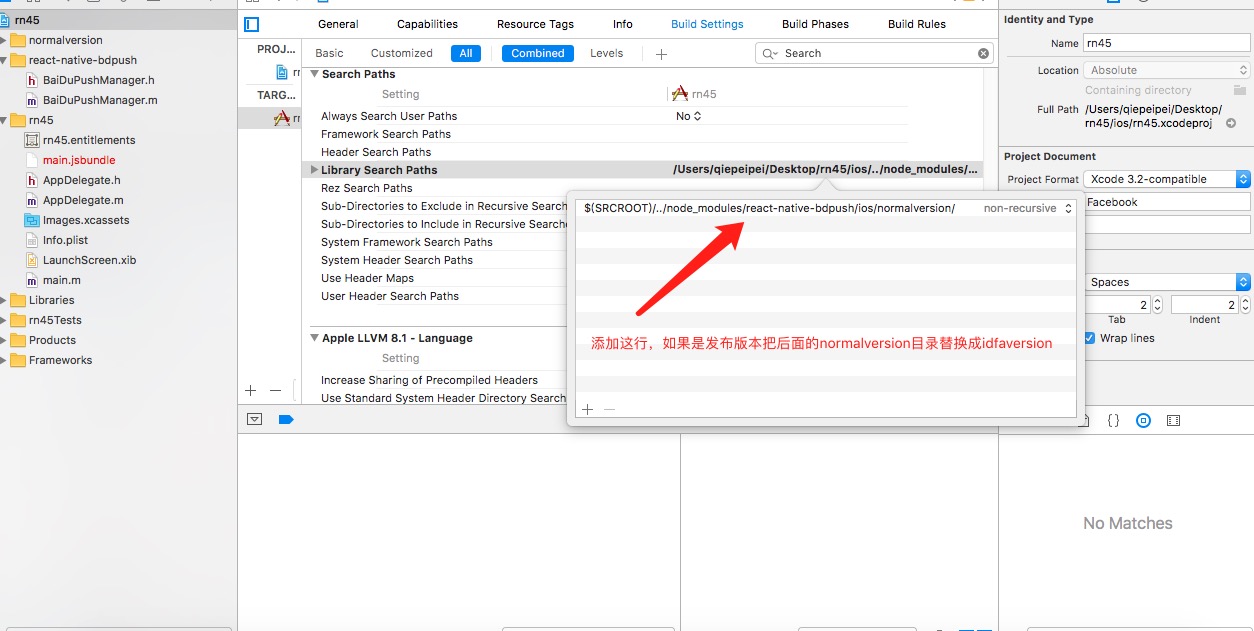 rn45
normalversion
react-native-bdpush
BaiDuPushManager.h
BaiDuPushManager.m
rn45
rn45.entitlements
main.jsbundle
AppDelegate.h
AppDelegate.m
Images.xcassets
Info.plist
LaunchScreen.xib
main.m
Libraries
rn45Tests
Products
Frameworks
General Capabilities Resource Tags Info Build Settings Build Phases Build Rules
PROJ...
TARG...
Basic Customized All Combined Levels Search
Search Paths
Setting rn45
Always Search User Paths No
Framework Search Paths
Header Search Paths
Library Search Paths /Users/qiepeipei/Desktop/rn45/ios/../node_modules/...
Rez Search Paths
Sub-Directories to Exclude in Recursive Search
Sub-Directories to Include in Recursive Searche
System Framework Search Paths
System Header Search Paths
Use Header Maps
User Header Search Paths
Apple LLVM 8.1 - Language
Setting
Increase Sharing of Precompiled Headers
Use Standard System Header Directory Search
$(SRCROOT)/../node_modules/react-native-bdpush/ios/normalversion/ non-recursive
添加这行，如果是发布版本把后面的normalversion目录替换成idfaversion
Identity and Type
Name rn45
Location Absolute
Containing directory
Full Path /Users/qiepeipei/Desktop/
rn45/ios/rn45.xcodeproj
Project Document
Project Format Xcode 3.2-compatible
Facebook
Spaces
2 2
Tab Indent
Wrap lines
{}
No Matches